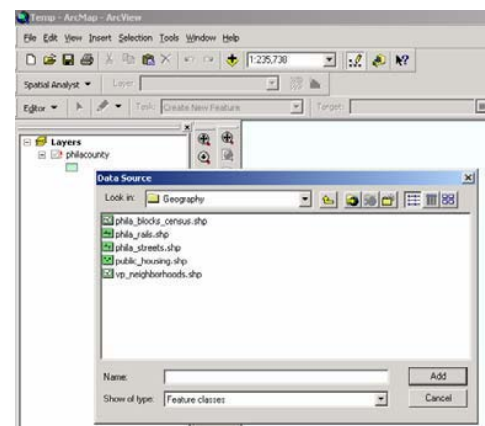 Temp - ArcMap - ArcView
File Edit View Insert Selection Tools Window Help
1:235,738
Spatial Analyst Layer:
Editor Task: Create New Feature Target:
Layers
philacounty
Data Source
Look in: Geography
phila_blocks_census.shp
phila_rails.shp
phila_streets.shp
public_housing.shp
vp_neighborhoods.shp
Name: Add
Show of type: Feature classes Cancel